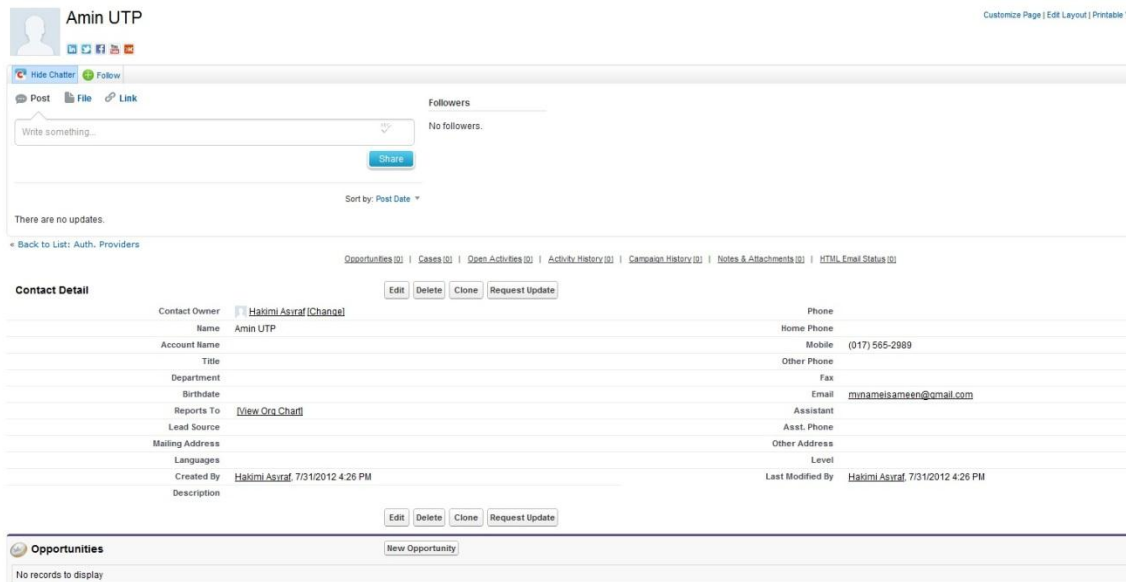 Amin UTP
Customize Page | Edit Layout | Printable
Hide Chatter Follow
Post File Link
Write something...
Share
Followers
No followers.
Sort by: Post Date
There are no updates.
« Back to List: Auth. Providers
Opportunities [0] | Cases [0] | Open Activities [0] | Activity History [0] | Campaign History [0] | Notes & Attachments [0] | HTML Email Status [0]
Contact Detail Edit Delete Clone Request Update
Contact Owner Hakimi Asyraf [Change] Phone
Name Amin UTP Home Phone
Account Name Mobile (017) 565-2989
Title Other Phone
Department Fax
Birthdate Email mynameisameen@gmail.com
Reports To [View Org Chart] Assistant
Lead Source Asst. Phone
Mailing Address Other Address
Languages Level
Created By Hakimi Asyraf, 7/31/2012 4:26 PM Last Modified By Hakimi Asyraf, 7/31/2012 4:26 PM
Description
Edit Delete Clone Request Update
Opportunities New Opportunity
No records to display